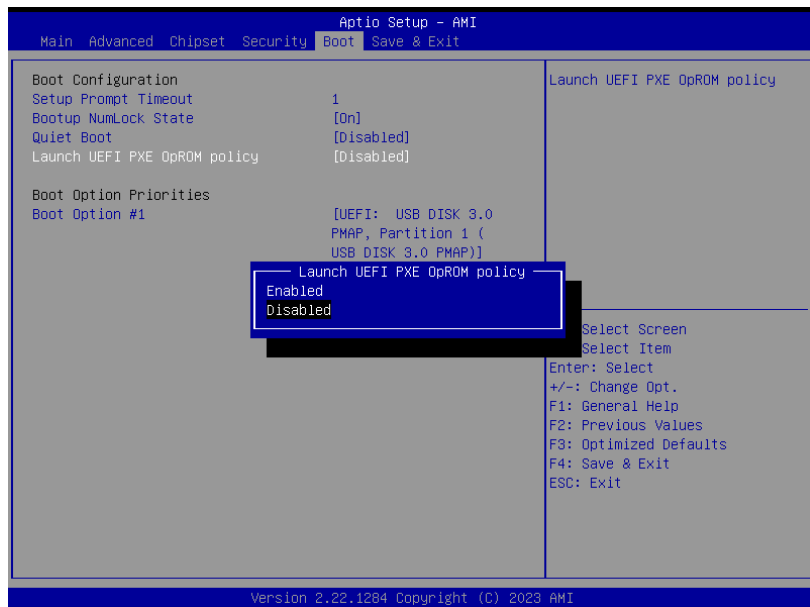 Aptio Setup – AMI
Main Advanced Chipset Security Boot Save & Exit
Boot Configuration
Setup Prompt Timeout 1
Bootup NumLock State [On]
Quiet Boot [Disabled]
Launch UEFI PXE OpROM policy [Disabled]
Boot Option Priorities
Boot Option #1 [UEFI: USB DISK 3.0
PMAP, Partition 1 (
USB DISK 3.0 PMAP)]
Launch UEFI PXE OpROM policy
Enabled
Disabled
Launch UEFI PXE OpROM policy
Select Screen
Select Item
Enter: Select
+/-: Change Opt.
F1: General Help
F2: Previous Values
F3: Optimized Defaults
F4: Save & Exit
ESC: Exit
Version 2.22.1284 Copyright (C) 2023 AMI